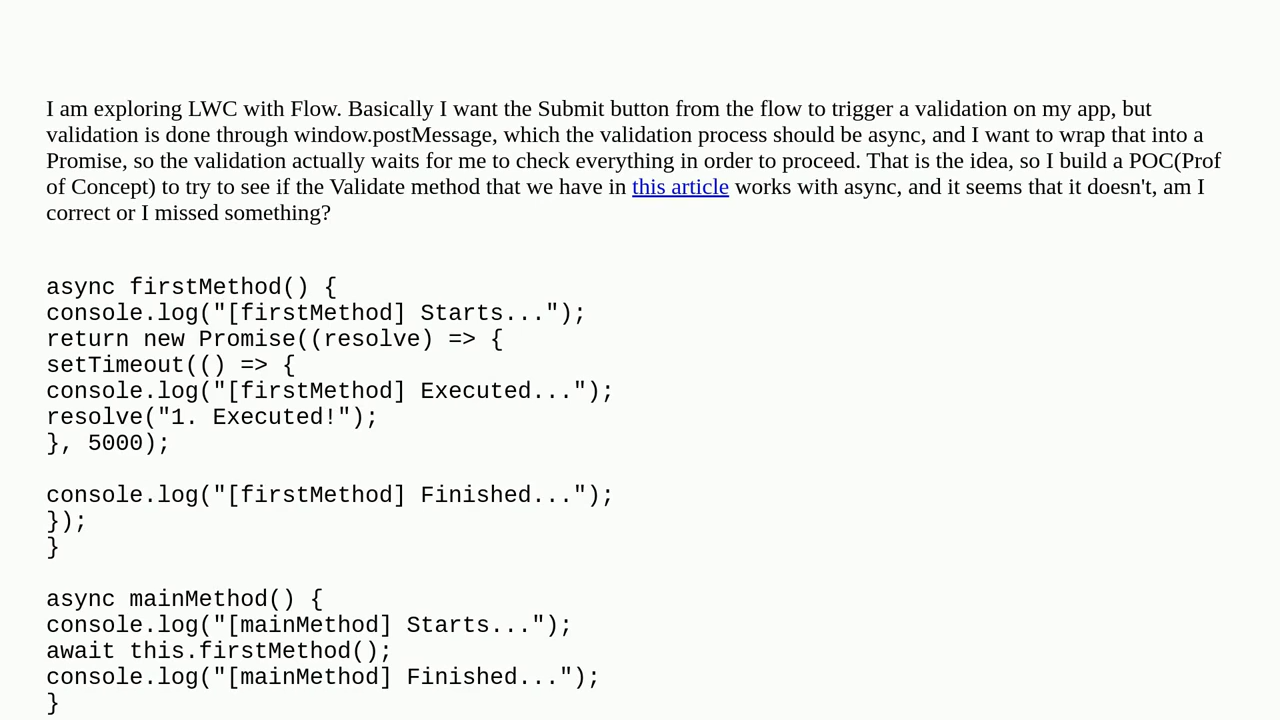 I am exploring LWC with Flow. Basically I want the Submit button from the flow to trigger a validation on my app, but
validation is done through window.postMessage, which the validation process should be async, and I want to wrap that into a
Promise, so the validation actually waits for me to check everything in order to proceed. That is the idea, so I build a POC(Prof
of Concept) to try to see if the Validate method that we have in this article works with async, and it seems that it doesn't, am I
correct or I missed something?
async firstMethod() {
console.log("[firstMethod] Starts...");
return new Promise((resolve) => {
setTimeout(() => {
console.log("[firstMethod] Executed...");
resolve("1. Executed!");
}, 5000);
console.log("[firstMethod] Finished...");
});
}
async mainMethod() {
console.log("[mainMethod] Starts...");
await this.firstMethod();
console.log("[mainMethod] Finished...");
}